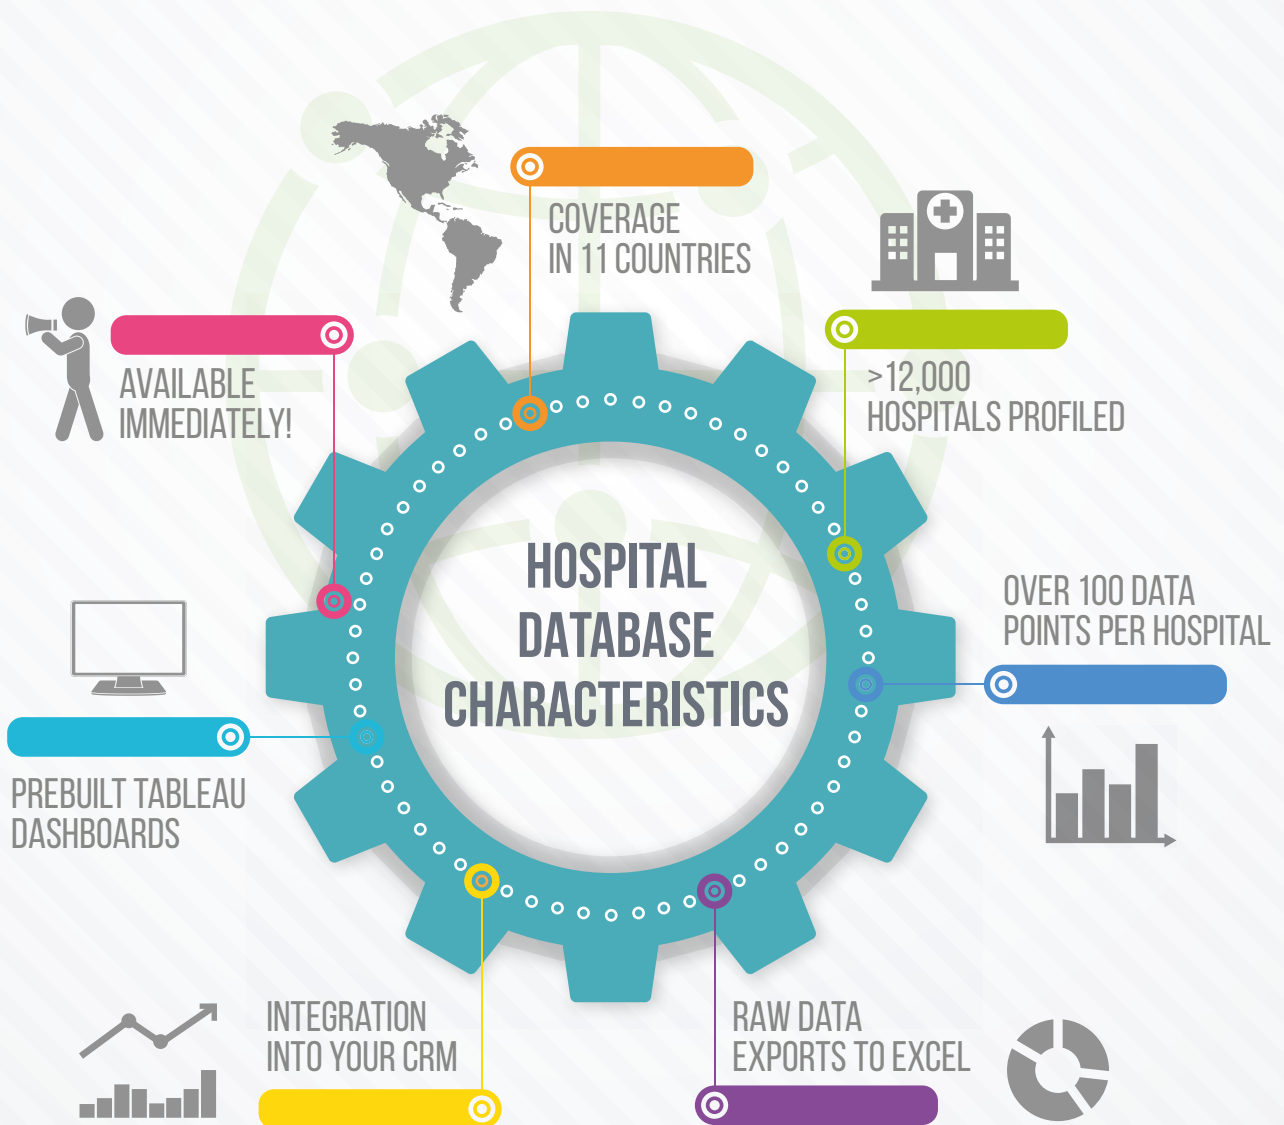 COVERAGE
IN 11 COUNTRIES
>12,000
HOSPITALS PROFILED
AVAILABLE
IMMEDIATELY!
HOSPITAL
DATABASE
CHARACTERISTICS
OVER 100 DATA
POINTS PER HOSPITAL
PREBUILT TABLEAU
DASHBOARDS
INTEGRATION
INTO YOUR CRM
RAW DATA
EXPORTS TO EXCEL